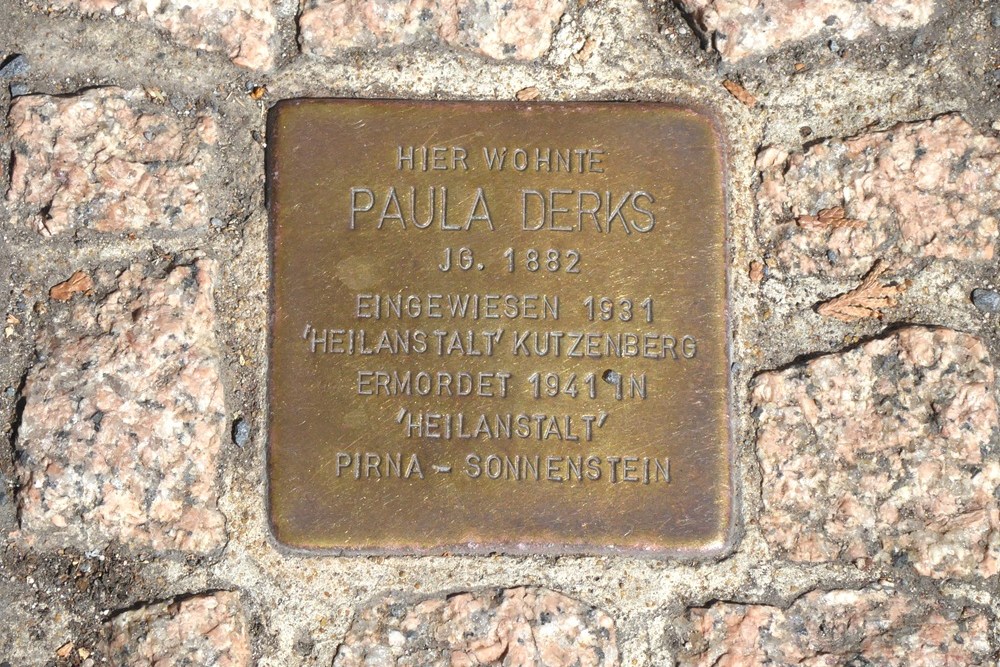 HIER WOHNTE
PAULA DERKS
JG. 1882
EINGEWIESEN 1931
'HEILANSTALT' KUTZENBERG
ERMORDET 1941 IN
'HEILANSTALT'
PIRNA - SONNENSTEIN